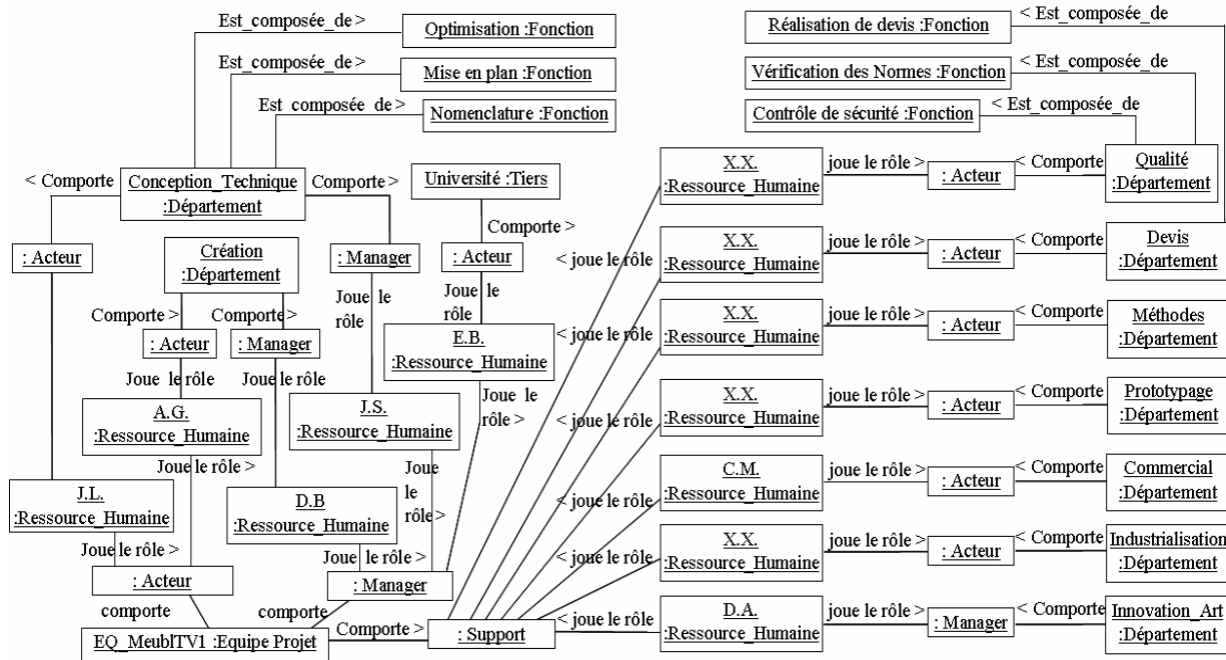 Est_composée_de >
Optimisation :Fonction
Est_composée_de>
Mise en plan :Fonction
Est_composée_de>
Nomenclature :Fonction
< Est_composée_de
Réalisation de devis :Fonction
< Est_composée_de
Vérification des Normes :Fonction
< Est_composée_de
Contrôle de sécurité :Fonction
< Comporte
Conception_Technique
:Département
Comporte >
Université :Tiers
Comporte >
: Acteur
Création
:Département
: Manager
: Acteur
Comporte>
Comporte>
: Acteur
: Manager
Joue le
rôle
Joue le
rôle
E.B.
:Ressource_Humaine
Joue le rôle
Joue le rôle
A.G.
:Ressource_Humaine
J.S.
:Ressource_Humaine
Joue le
rôle >
Joue le rôle >
Joue
le
rôle>
J.L.
:Ressource_Humaine
D.B
:Ressource_Humaine
Joue le rôle >
Joue le rôle >
: Acteur
: Manager
comporte
comporte
EQ_MeublTV1 :Equipe Projet
Comporte >
: Support
X.X.
:Ressource_Humaine
joue le rôle >
: Acteur
< Comporte
Qualité
:Département
< joue le rôle
X.X.
:Ressource_Humaine
joue le rôle >
: Acteur
< Comporte
Devis
:Département
< joue le rôle
X.X.
:Ressource_Humaine
joue le rôle >
: Acteur
< Comporte
Méthodes
:Département
< joue le rôle
X.X.
:Ressource_Humaine
joue le rôle >
: Acteur
< Comporte
Prototypage
:Département
< joue le rôle
C.M.
:Ressource_Humaine
joue le rôle >
: Acteur
< Comporte
Commercial
:Département
< joue le rôle
X.X.
:Ressource_Humaine
joue le rôle >
: Acteur
< Comporte
Industrialisation
:Département
< joue le rôle
D.A.
:Ressource_Humaine
joue le rôle >
: Manager
< Comporte
Innovation_Art
:Département